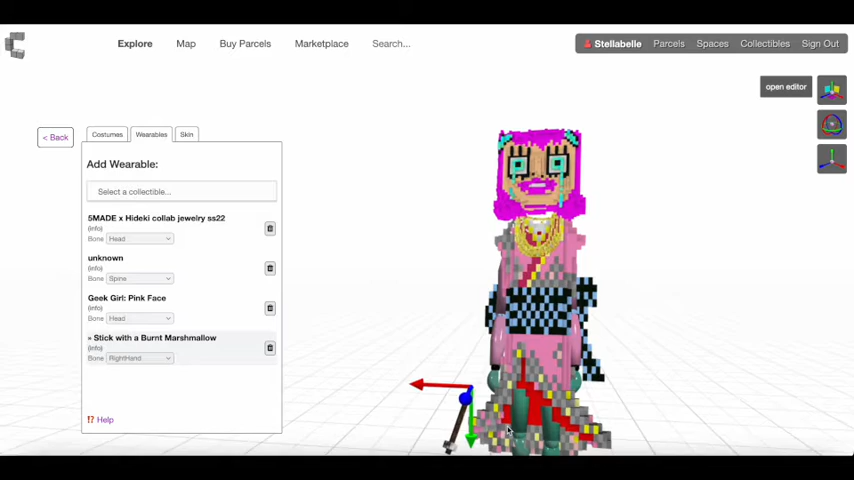 Explore Map Buy Parcels Marketplace Search... Stellabelle Parcels Spaces Collectibles Sign Out
open editor
< Back
Costumes Wearables Skin
Add Wearable:
Select a collectible...
5MADE x Hideki collab jewelry ss22
(info)
Bone Head
unknown
(info)
Bone Spine
Geek Girl: Pink Face
(info)
Bone Head
» Stick with a Burnt Marshmallow
(info)
Bone RightHand
⁉ Help